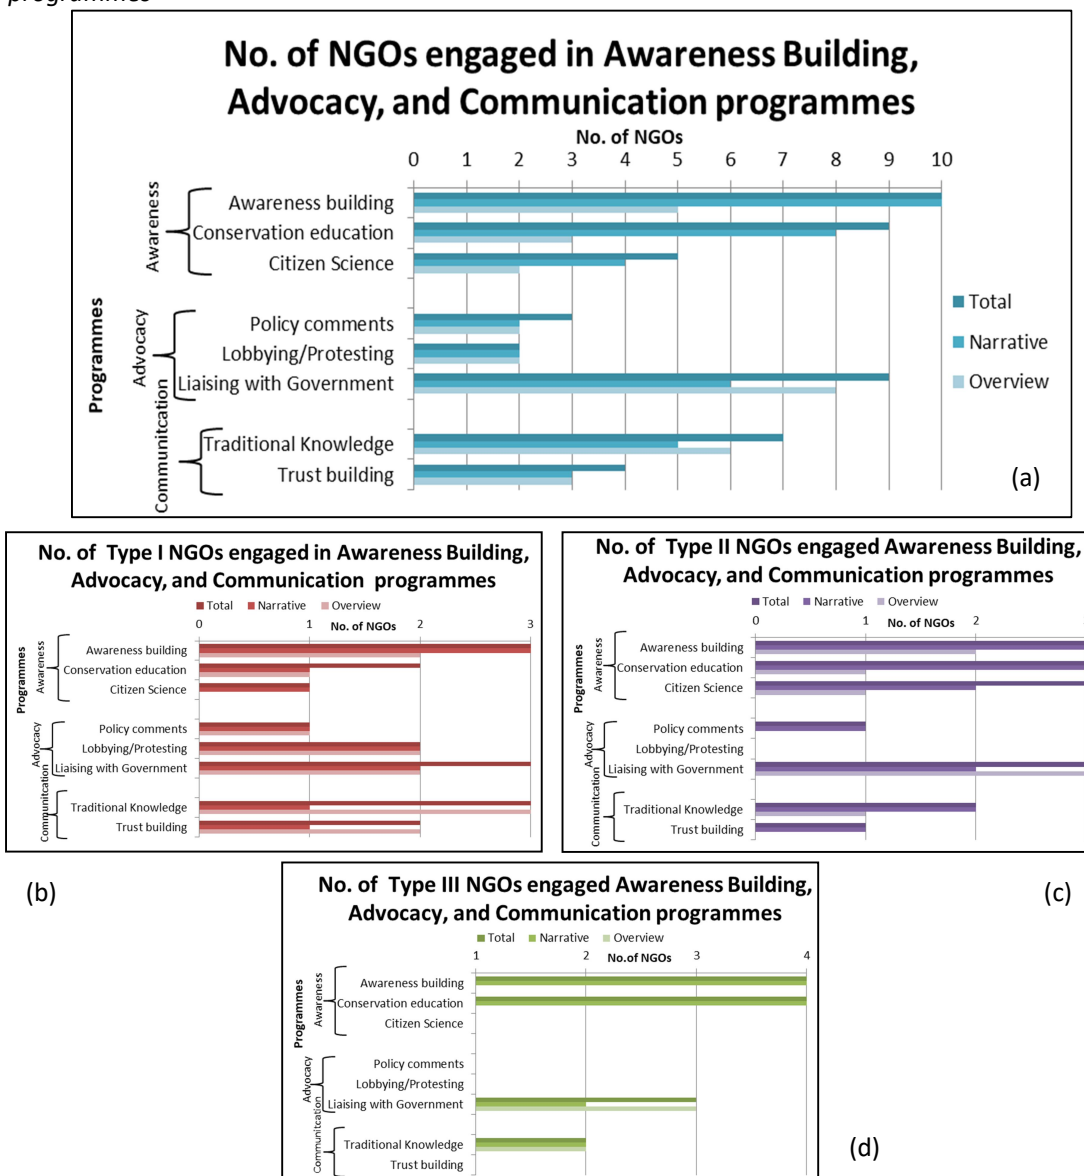 programmes
No. of NGOs engaged in Awareness Building,
Advocacy, and Communication programmes
No. of NGOs
0 1 2 3 4 5 6 7 8 9 10
Programmes
Awareness
Awareness building
Conservation education
Citizen Science
Advocacy
Policy comments
Lobbying/Protesting
Liaising with Government
Communitcation
Traditional Knowledge
Trust building
Total
Narrative
Overview
(a)
No. of Type I NGOs engaged in Awareness Building,
Advocacy, and Communication programmes
Total Narrative Overview
No. of NGOs
0 1 2 3
Programmes
Awareness
Awareness building
Conservation education
Citizen Science
Advocacy
Policy comments
Lobbying/Protesting
Liaising with Government
Communitcation
Traditional Knowledge
Trust building
(b)
No. of Type II NGOs engaged Awareness Building,
Advocacy, and Communication programmes
Total Narrative Overview
No. of NGOs
0 1 2
Programmes
Awareness
Awareness building
Conservation education
Citizen Science
Advocacy
Policy comments
Lobbying/Protesting
Liaising with Government
Communitcation
Traditional Knowledge
Trust building
(c)
No. of Type III NGOs engaged Awareness Building,
Advocacy, and Communication programmes
Total Narrative Overview
1 2 No.of NGOs 3 4
Programmes
Awareness
Awareness building
Conservation education
Citizen Science
Advocacy
Policy comments
Lobbying/Protesting
Liaising with Government
Communitcation
Traditional Knowledge
Trust building
(d)